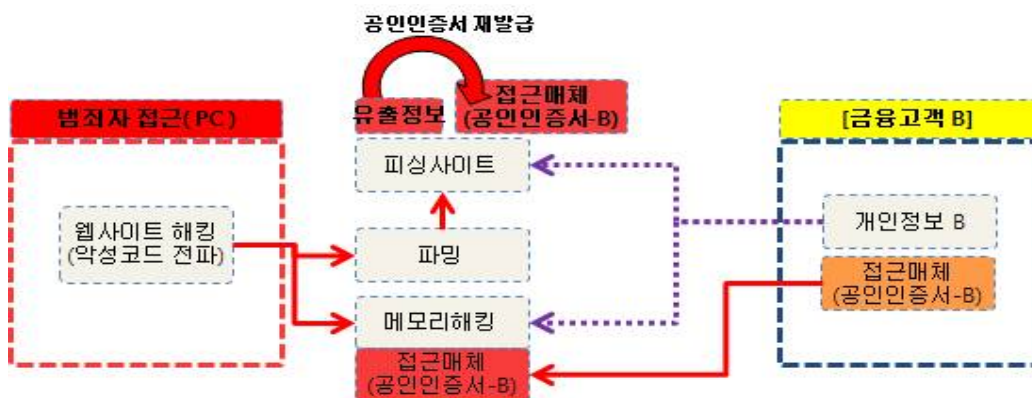 공인인증서 재발급
범죄자 접근( PC )
유출정보
접근매체
(공인인증서-B)
[금융고객 B]
피싱사이트
웹사이트 해킹
(악성코드 전파)
파밍
개인정보 B
접근매체
(공인인증서-B)
메모리해킹
접근매체
(공인인증서-B)